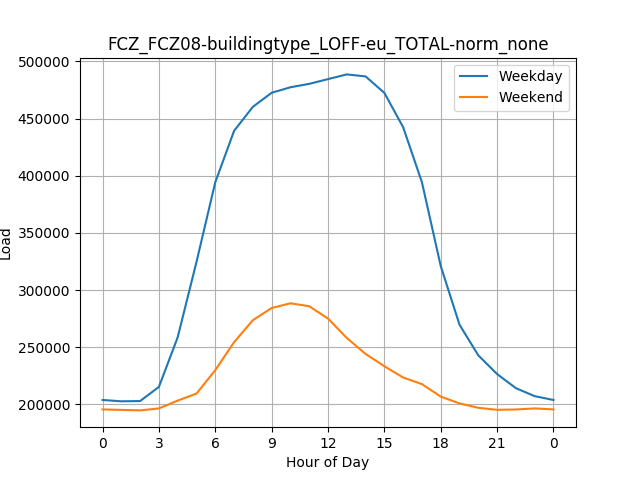 FCZ_FCZ08-buildingtype_LOFF-eu_TOTAL-norm_none
Weekday
Weekend
500000
450000
400000
350000
300000
250000
200000
Load
0 3 6 9 12 15 18 21 0
Hour of Day